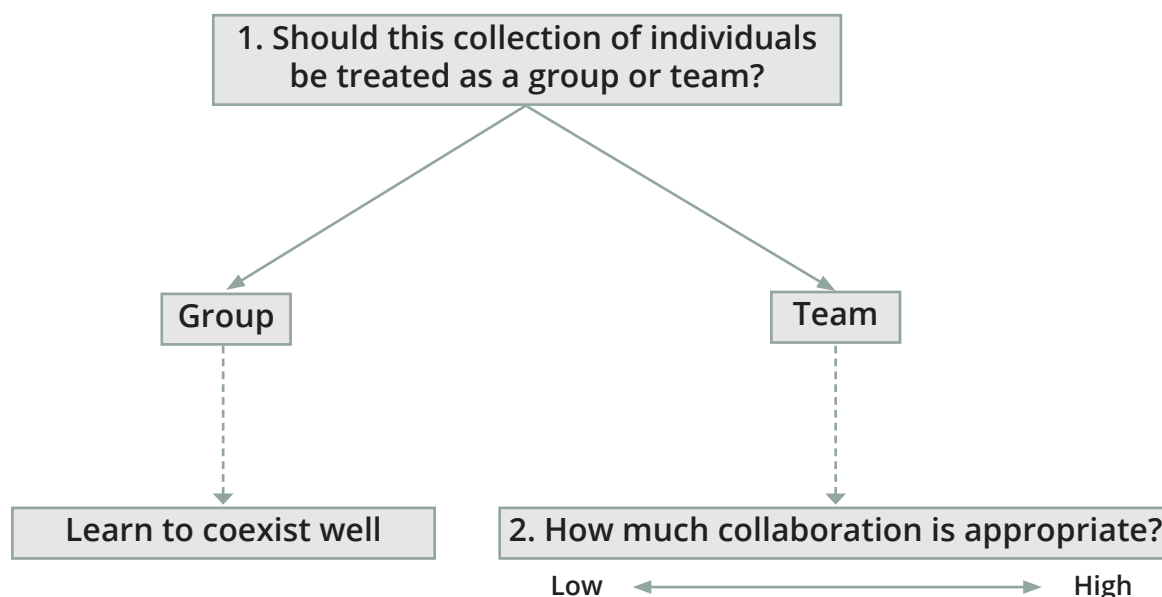 1. Should this collection of individuals
be treated as a group or team?
Group
Team
Learn to coexist well
2. How much collaboration is appropriate?
Low
High